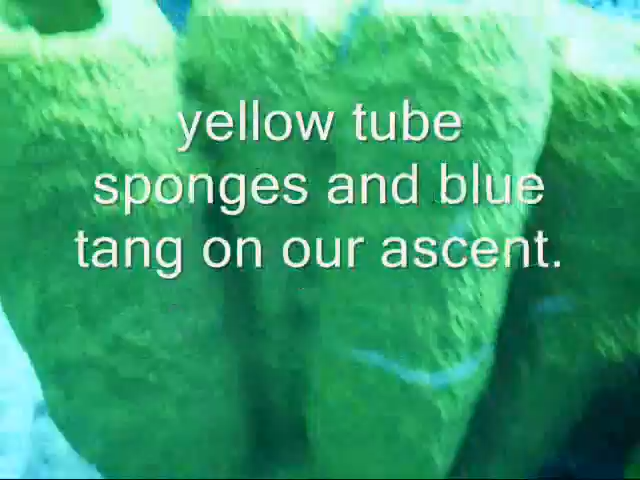 yellow tube
sponges and blue
tang on our ascent.